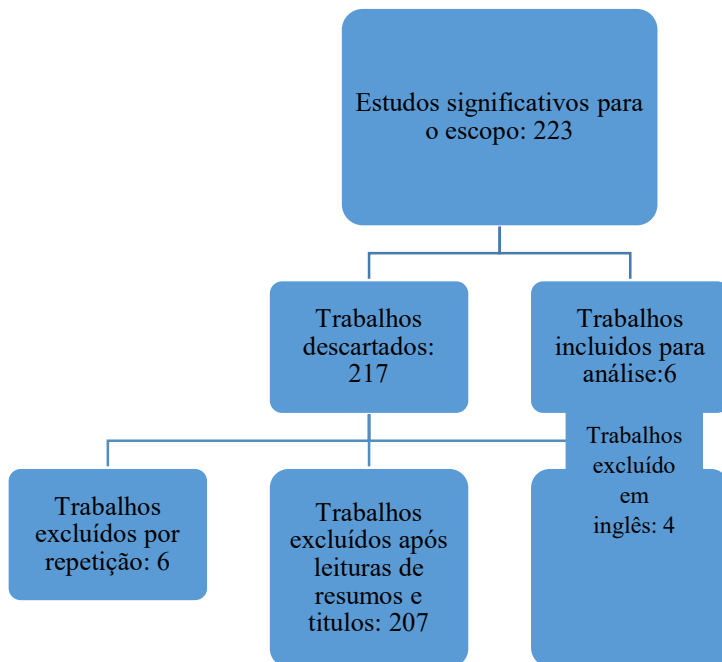 Estudos significativos para
o escopo: 223
Trabalhos
descartados:
217
Trabalhos
incluidos para
análise:6
Trabalhos
excluídos por
repetição: 6
Trabalhos
excluídos após
leituras de
resumos e
titulos: 207
Trabalhos
excluído
em
inglês: 4